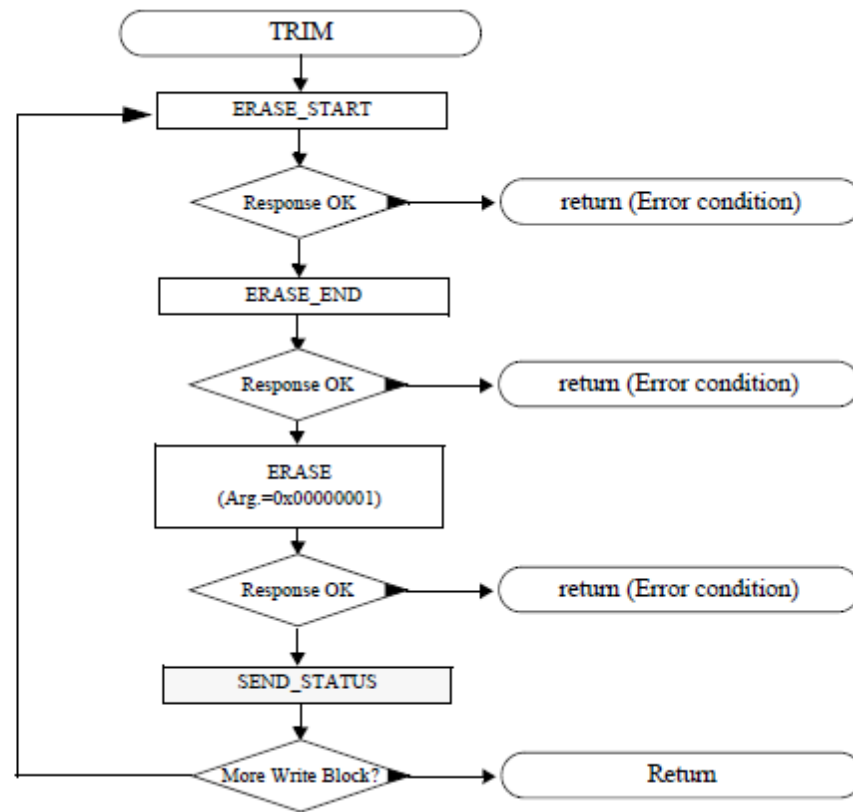 TRIM
ERASE_START
Response OK
return (Error condition)
ERASE_END
Response OK
return (Error condition)
ERASE
(Arg.=0x00000001)
Response OK
return (Error condition)
SEND_STATUS
More Write Block?
Return